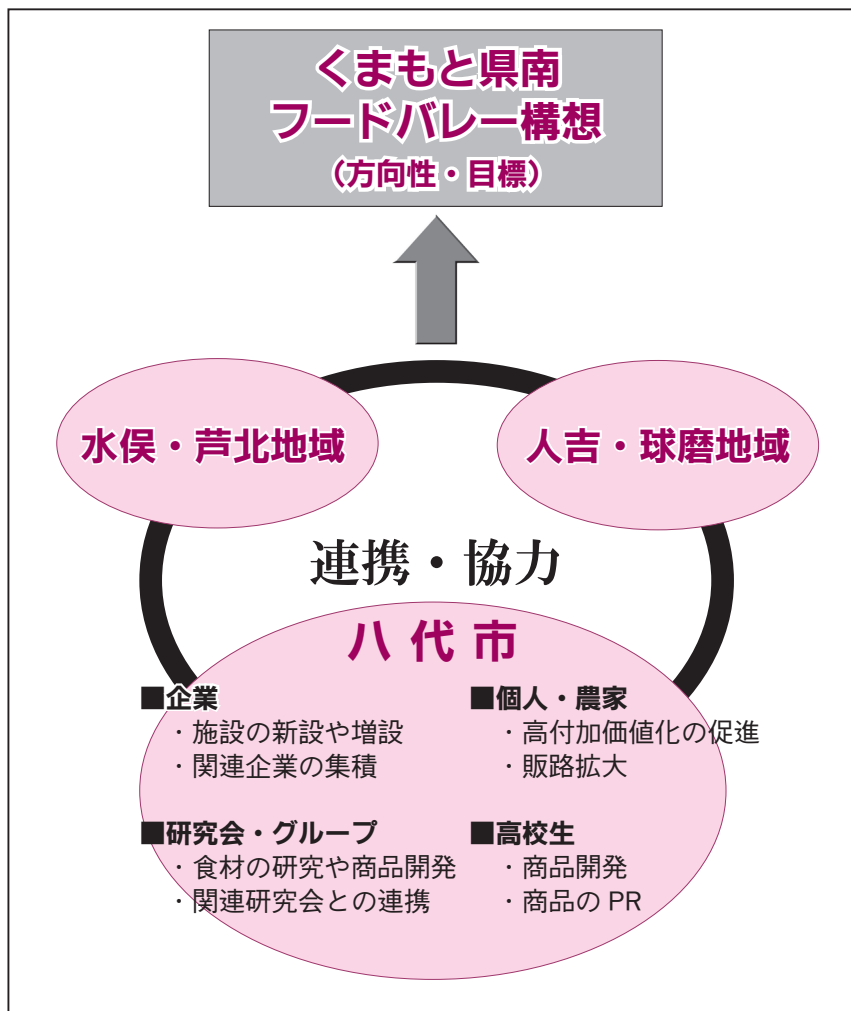 くまもと県南
フードバレー構想
（方向性・目標）
水俣・芦北地域
人吉・球磨地域
連携・協力
八代市
■企業
・施設の新設や増設
・関連企業の集積
■個人・農家
・高付加価値化の促進
・販路拡大
■研究会・グループ
・食材の研究や商品開発
・関連研究会との連携
■高校生
・商品開発
・商品のPR